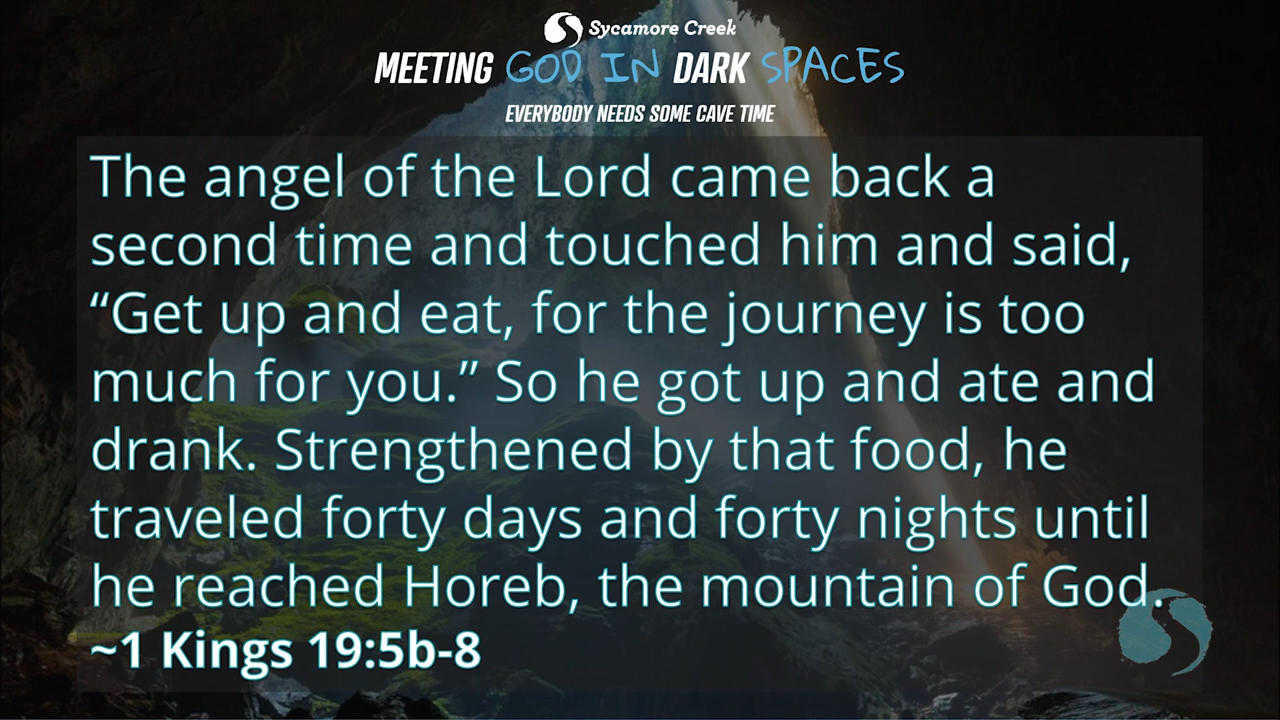 Sycamore Creek
MEETING GOD IN DARK SPACES
EVERYBODY NEEDS SOME CAVE TIME
The angel of the Lord came back a
second time and touched him and said,
“Get up and eat, for the journey is too
much for you.” So he got up and ate and
drank. Strengthened by that food, he
traveled forty days and forty nights until
he reached Horeb, the mountain of God.
~1 Kings 19:5b-8